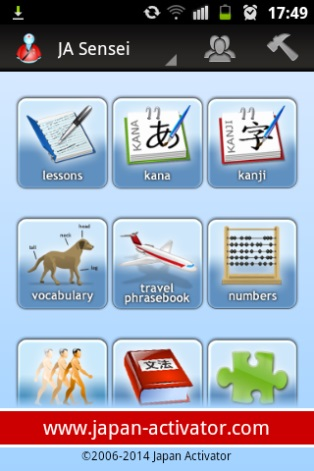 17:49
JA Sensei
KANA
あ
KANJI
字
lessons
kana
kanji
head
neck
tail
leg
vocabulary
travel
phrasebook
numbers
文法
www.japan-activator.com
©2006-2014 Japan Activator